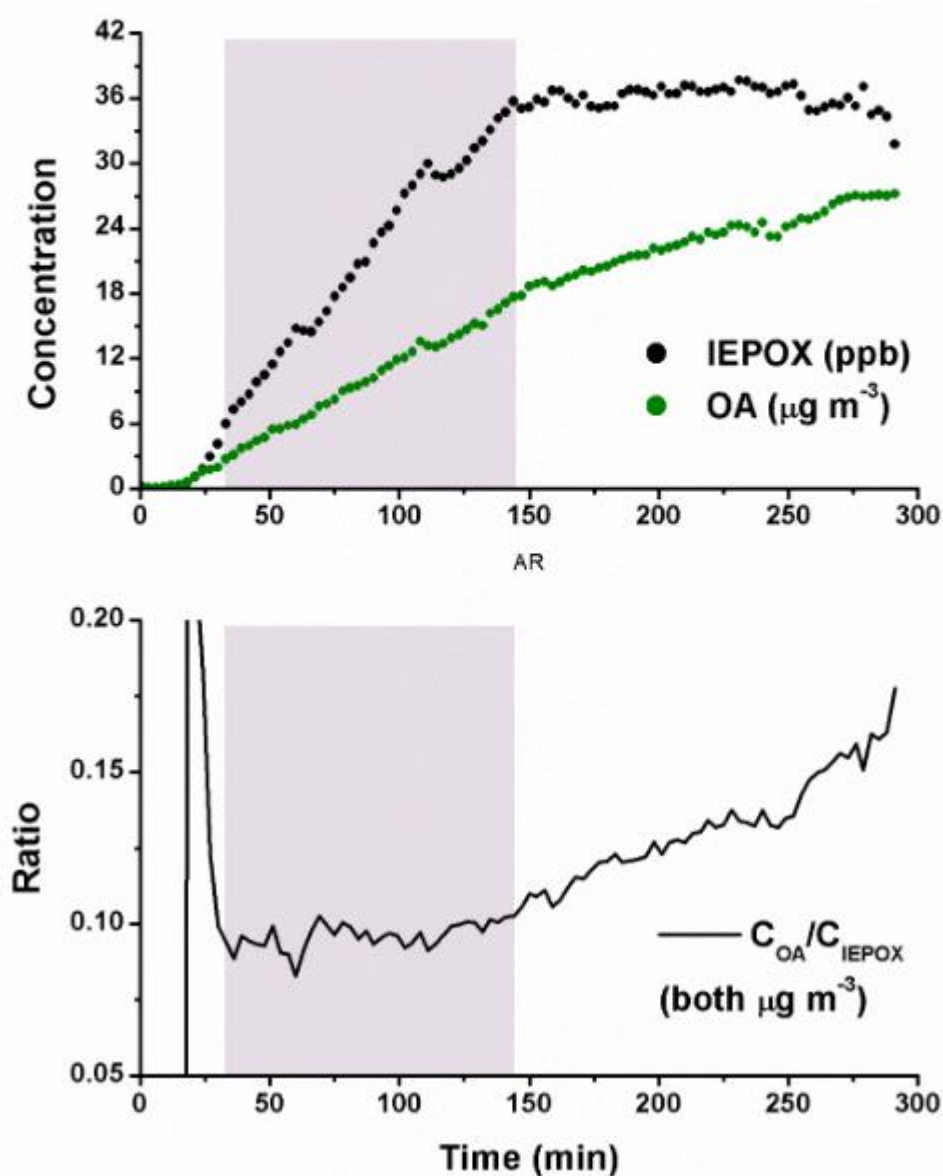 42
36
30
24
18
12
6
0
Concentration
IEPOX (ppb)
OA (μg m⁻³)
0 50 100 150 200 250 300
AR
0.20
0.15
0.10
0.05
Ratio
C_OA/C_IEPOX
(both μg m⁻³)
0 50 100 150 200 250 300
Time (min)